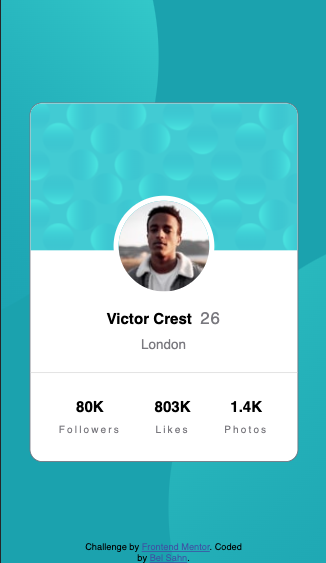 Victor Crest 26
London
80K 803K 1.4K
Followers Likes Photos
Challenge by Frontend Mentor. Coded
by Bel Sahn.